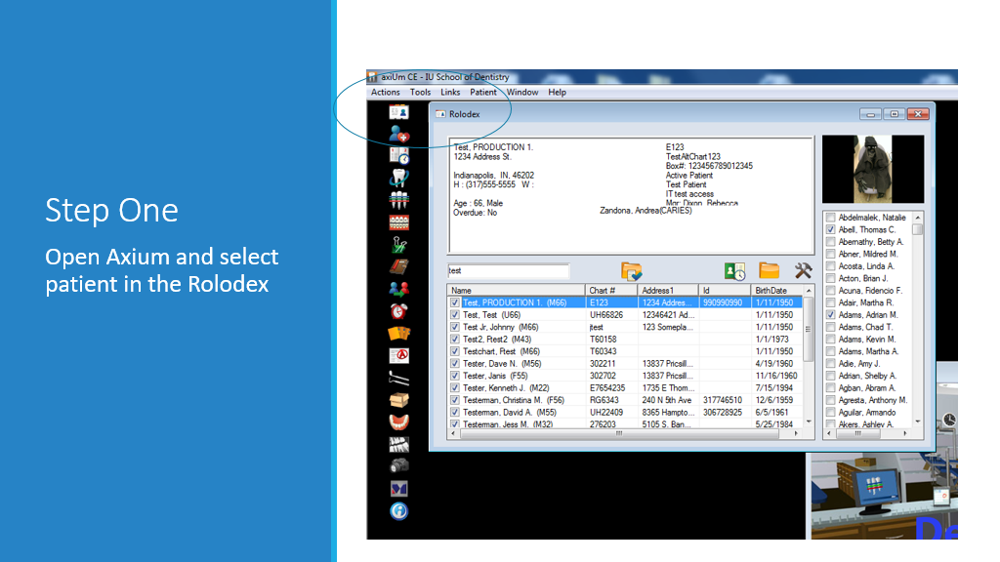 Step One
Open Axium and select
patient in the Rolodex
axiUm CE - IU School of Dentistry
Actions Tools Links Patient Window Help
Rolodex
Test, PRODUCTION 1.
1234 Address St.
Indianapolis, IN, 46202
H : (317)555-5555 W :
Age : 66, Male
Overdue: No
E123
TestAltChart123
Box#: 123456789012345
Active Patient
Test Patient
IT test access
Mgr: Dixon, Rebecca
Zandona, Andrea(CARIES)
test
Name Chart # Address1 Id BirthDate
Test, PRODUCTION 1. (M66) E123 1234 Addres... 990990990 1/11/1950
Test, Test (U66) UH66826 12346421 Ad... 1/11/1950
Test Jr, Johnny (M66) jtest 123 Somepla... 1/11/1950
Test2, Rtest2 (M43) T60158 1/1/1973
Testchart, Rtest (M66) T60343 1/11/1950
Tester, Dave N. (M56) 302211 13837 Pricsill... 4/19/1960
Tester, Janis (F55) 302702 13837 Pricsill... 11/16/1960
Tester, Kenneth J. (M22) E7654235 1735 E Thom... 7/15/1994
Testerman, Christina M. (F56) RG6343 240 N 5th Ave 317746510 12/6/1959
Testerman, David A. (M55) UH22409 8365 Hampto... 306728925 6/5/1961
Testerman, Jess M. (M32) 276203 5105 S. Ban... 5/25/1984
Abdelmalek, Natalie
Abell, Thomas C.
Abernathy, Betty A.
Abner, Mildred M.
Acosta, Linda A.
Acton, Brian J.
Acuna, Fidencio F.
Adair, Martha R.
Adams, Adrian M.
Adams, Chad T.
Adams, Kevin M.
Adams, Martha A.
Adie, Amy J.
Adrian, Shelby A.
Agban, Abram A.
Agresta, Anthony M.
Aguilar, Armando
Akers, Ashley A.
De